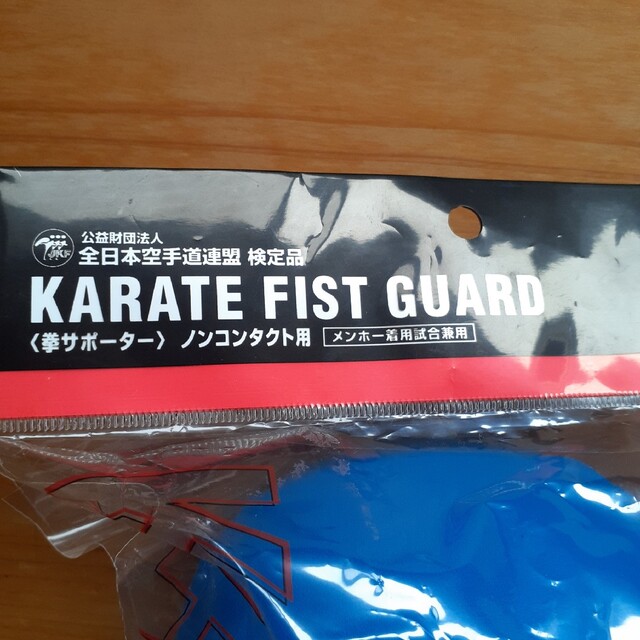 公益財団法人
全日本空手道連盟 検定品
KARATE FIST GUARD
〈拳サポーター〉 ノンコンタクト用 メンホー着用試合兼用